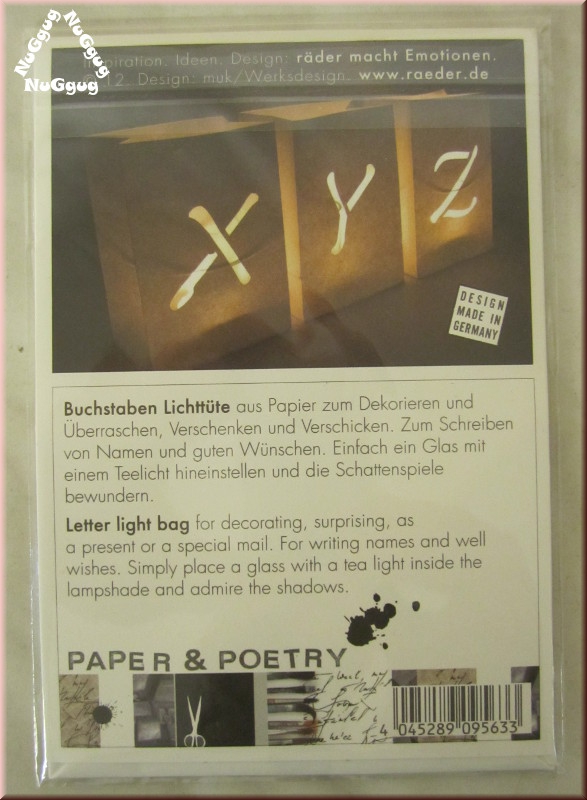 NuGgug
NuGgug
NuGgug
Inspiration. Ideen. Design: räder macht Emotionen.
Design: muk/Werksdesign. www.raeder.de
X Y Z
DESIGN
MADE IN
GERMANY
Buchstaben Lichttüte aus Papier zum Dekorieren und
Überraschen, Verschenken und Verschicken. Zum Schreiben
von Namen und guten Wünschen. Einfach ein Glas mit
einem Teelicht hineinstellen und die Schattenspiele
bewundern.
Letter light bag for decorating, surprising, as
a present or a special mail. For writing names and well
wishes. Simply place a glass with a tea light inside the
lampshade and admire the shadows.
PAPER & POETRY
4 045289 095633